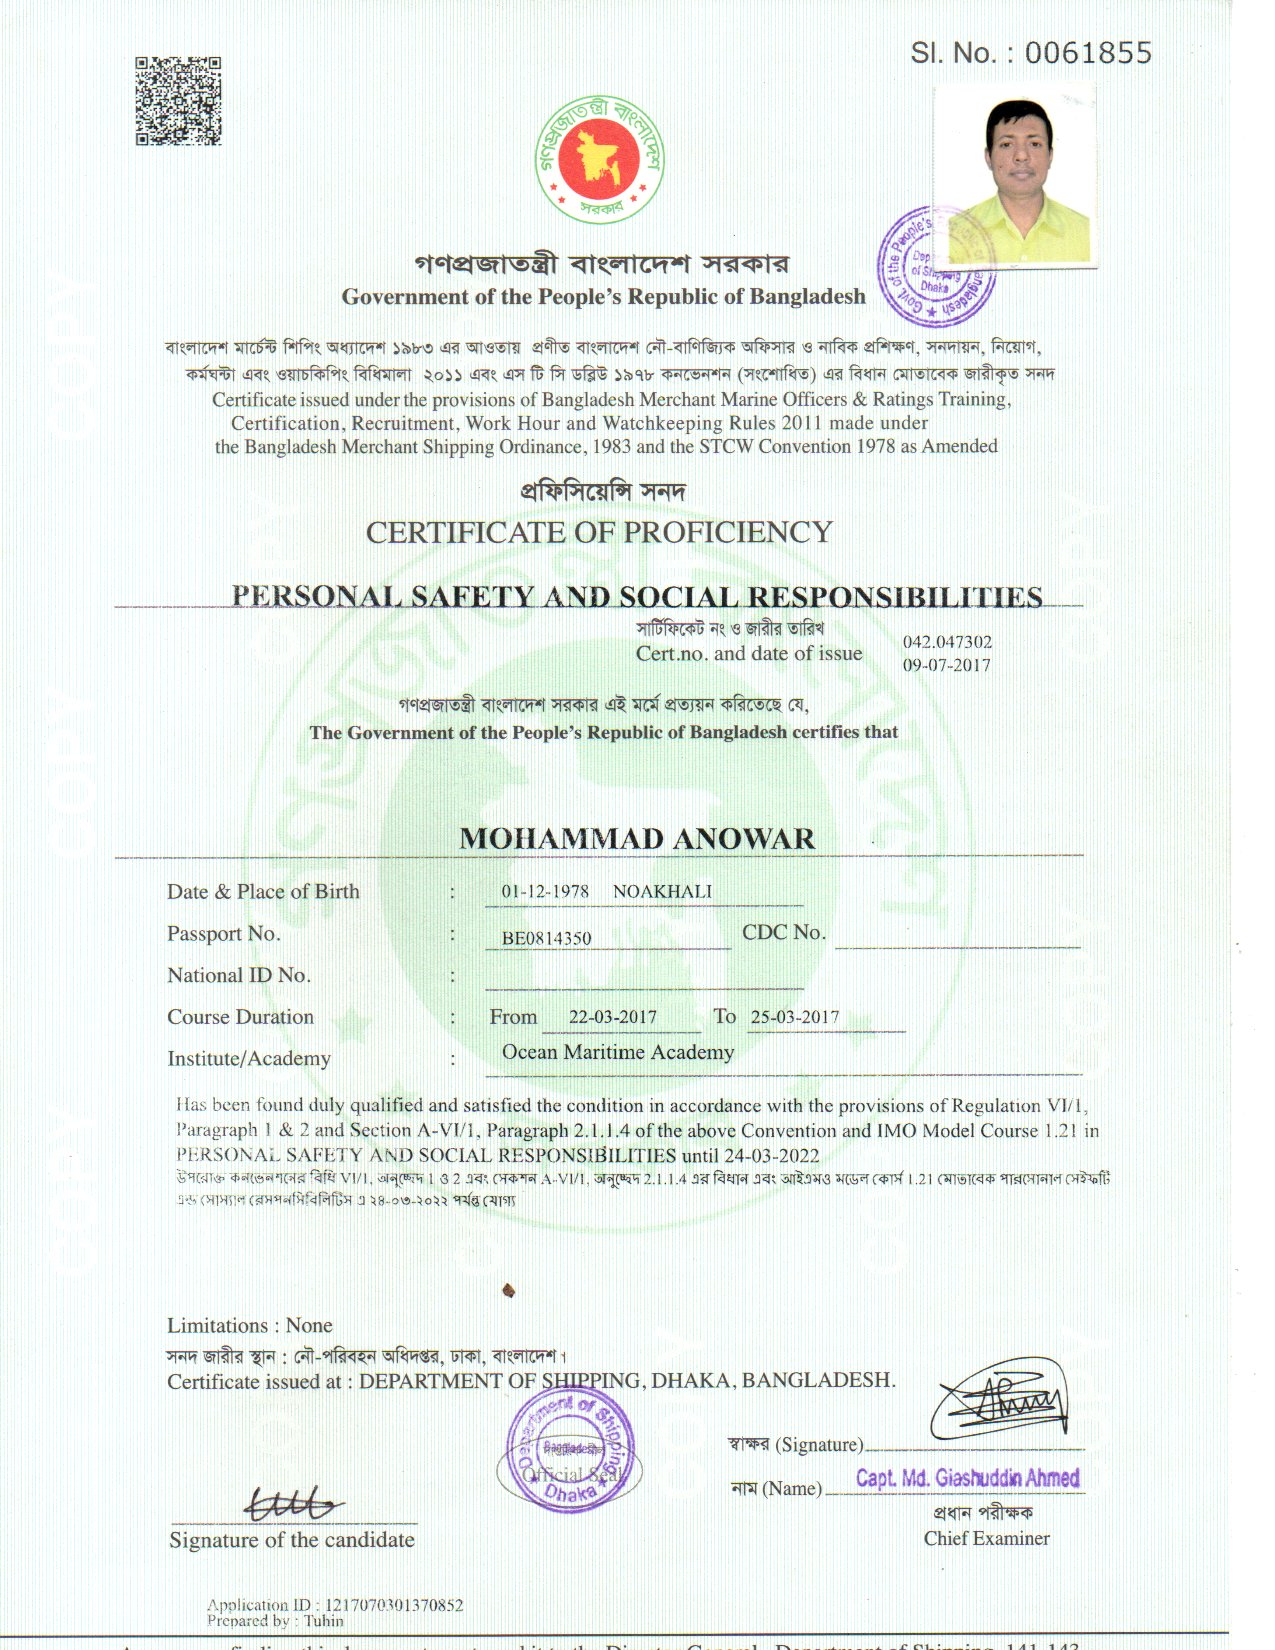 Sl. No. : 0061855
গণপ্রজাতন্ত্রী বাংলাদেশ
সরকার
গণপ্রজাতন্ত্রী বাংলাদেশ সরকার
Government of the People's Republic of Bangladesh
Govt. of the People's
Bangladesh
of Shipping
Dhaka
বাংলাদেশ মার্চেন্ট শিপিং অধ্যাদেশ ১৯৮৩ এর আওতায় প্রণীত বাংলাদেশ নৌ-বাণিজ্যিক অফিসার ও নাবিক প্রশিক্ষণ, সনদায়ন, নিয়োগ,
কর্মঘন্টা এবং ওয়াচকিপিং বিধিমালা ২০১১ এবং এস টি সি ডব্লিউ ১৯৭৮ কনভেনশন (সংশোধিত) এর বিধান মোতাবেক জারীকৃত সনদ
Certificate issued under the provisions of Bangladesh Merchant Marine Officers & Ratings Training,
Certification, Recruitment, Work Hour and Watchkeeping Rules 2011 made under
the Bangladesh Merchant Shipping Ordinance, 1983 and the STCW Convention 1978 as Amended
প্রফিসিয়েন্সি সনদ
CERTIFICATE OF PROFICIENCY
PERSONAL SAFETY AND SOCIAL RESPONSIBILITIES
সার্টিফিকেট নং ও জারীর তারিখ
Cert.no. and date of issue
042.047302
09-07-2017
গণপ্রজাতন্ত্রী বাংলাদেশ সরকার এই মর্মে প্রত্যয়ন করিতেছে যে,
The Government of the People's Republic of Bangladesh certifies that
MOHAMMAD ANOWAR
Date & Place of Birth : 01-12-1978 NOAKHALI
Passport No. : BE0814350 CDC No.
National ID No. :
Course Duration : From 22-03-2017 To 25-03-2017
Institute/Academy : Ocean Maritime Academy
Has been found duly qualified and satisfied the condition in accordance with the provisions of Regulation VI/1,
Paragraph 1 & 2 and Section A-VI/1, Paragraph 2.1.1.4 of the above Convention and IMO Model Course 1.21 in
PERSONAL SAFETY AND SOCIAL RESPONSIBILITIES until 24-03-2022
উপরোক্ত কনভেনশনের বিধি VI/1, অনুচ্ছেদ 1 ও 2 এবং সেকশন A-VI/1, অনুচ্ছেদ 2.1.1.4 এর বিধান এবং আইএমও মডেল কোর্স 1.21 মোতাবেক পারসোনাল সেইফটি
এন্ড সোস্যাল রেসপনসিবিলিটিস এ ২৪-০৩-২০২২ পর্যন্ত যোগ্য
Limitations : None
সনদ জারীর স্থান : নৌ-পরিবহন অধিদপ্তর, ঢাকা, বাংলাদেশ।
Certificate issued at : DEPARTMENT OF SHIPPING, DHAKA, BANGLADESH.
Department of Shipping
Bangladesh
Official Seal
Dhaka
স্বাক্ষর (Signature)
নাম (Name) Capt. Md. Giashuddin Ahmed
প্রধান পরীক্ষক
Chief Examiner
Signature of the candidate
Application ID : 1217070301370852
Prepared by : Tuhin